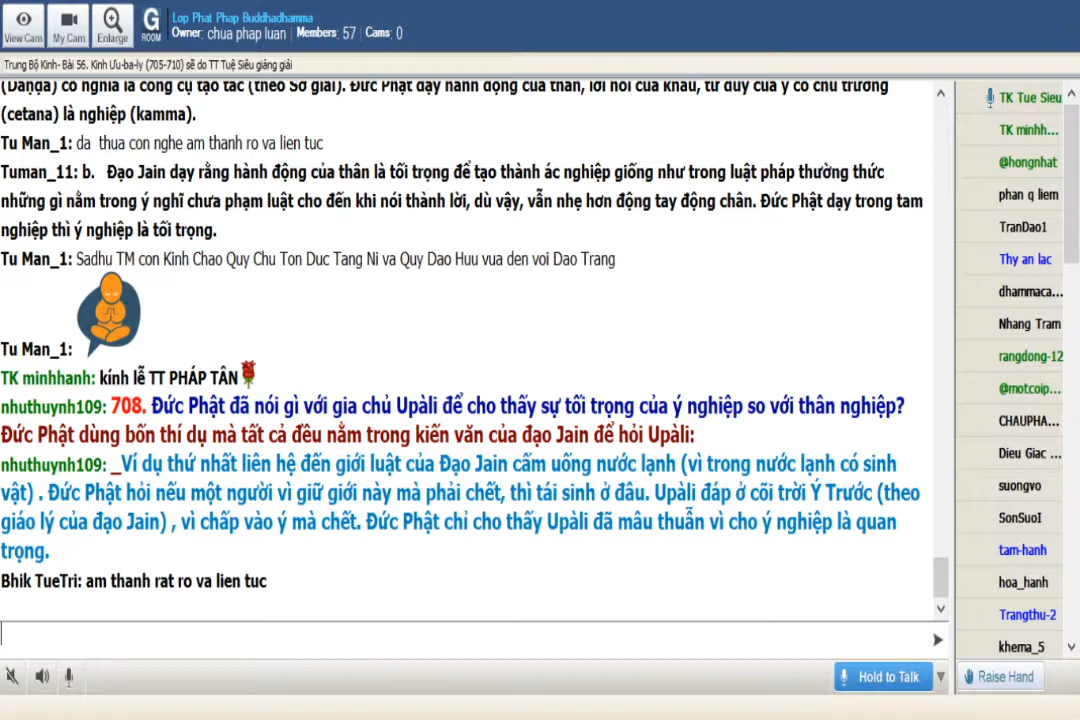 View Cam
My Cam
Enlarge
G
ROOM
Lop Phat Phap Buddhadhamma
Owner: chua phap luan | Members: 57 | Cams: 0
Trung Bộ Kinh- Bài 56. Kinh Ưu-ba-ly (705-710) sẽ do TT Tuệ Siêu giảng giải
(Daṇḍa) có nghĩa là công cụ tạo tác (theo Sớ giải). Đức Phật dạy hành động của thân, lời nói của khẩu, tư duy của ý có chủ trương
(cetana) là nghiệp (kamma).
Tu Man_1: da thua con nghe am thanh ro va lien tuc
Tuman_11: b. Đạo Jain dạy rằng hành động của thân là tối trọng để tạo thành ác nghiệp giống như trong luật pháp thường thức
những gì nằm trong ý nghĩ chưa phạm luật cho đến khi nói thành lời, dù vậy, vẫn nhẹ hơn động tay động chân. Đức Phật dạy trong tam
nghiệp thì ý nghiệp là tối trọng.
Tu Man_1: Sadhu TM con Kinh Chao Quy Chu Ton Duc Tang Ni va Quy Dao Huu vua den voi Dao Trang
Tu Man_1:
TK minhhanh: kính lễ TT PHÁP TÂN
nhuthuynh109: 708. Đức Phật đã nói gì với gia chủ Upàli để cho thấy sự tối trọng của ý nghiệp so với thân nghiệp?
Đức Phật dùng bốn thí dụ mà tất cả đều nằm trong kiến văn của đạo Jain để hỏi Upàli:
nhuthuynh109: _Ví dụ thứ nhất liên hệ đến giới luật của Đạo Jain cấm uống nước lạnh (vì trong nước lạnh có sinh
vật) . Đức Phật hỏi nếu một người vì giữ giới này mà phải chết, thì tái sinh ở đâu. Upàli đáp ở cõi trời Ý Trước (theo
giáo lý của đạo Jain) , vì chấp vào ý mà chết. Đức Phật chỉ cho thấy Upàli đã mâu thuẫn vì cho ý nghiệp là quan
trọng.
Bhik TueTri: am thanh rat ro va lien tuc
Hold to Talk
TK Tue Sieu
TK minhh...
@hongnhat
phan q liem
TranDao1
Thy an lac
dhammaca...
Nhang Tram
rangdong-12
@motcoip...
CHAUPHA...
Dieu Giac ...
suongvo
SonSuoI
tam-hanh
hoa_hanh
Trangthu-2
khema_5
Raise Hand